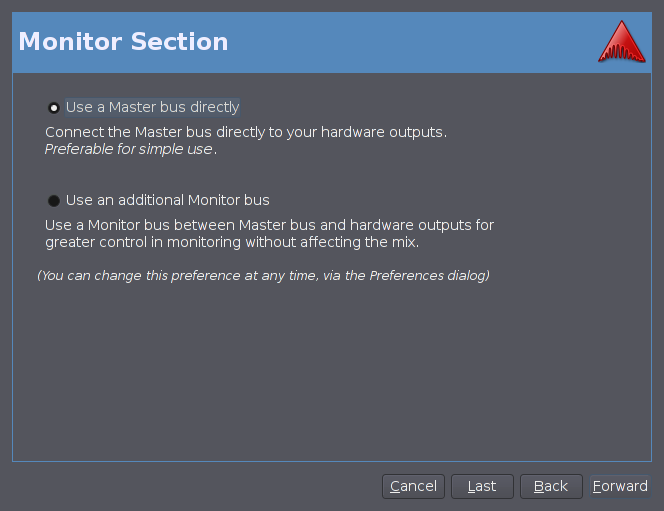 Monitor Section
Use a Master bus directly
Connect the Master bus directly to your hardware outputs.
Preferable for simple use.
Use an additional Monitor bus
Use a Monitor bus between Master bus and hardware outputs for
greater control in monitoring without affecting the mix.
(You can change this preference at any time, via the Preferences dialog)
Cancel Last Back Forward